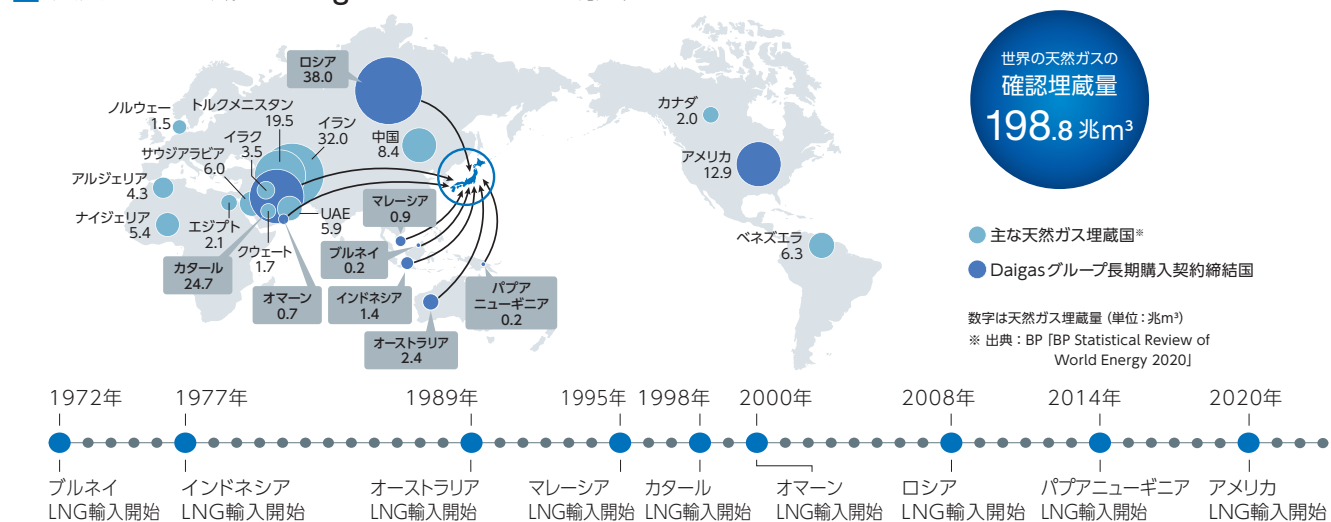 ロシア
38.0
ノルウェー
1.5
トルクメニスタン
19.5
イラン
32.0
イラク
3.5
サウジアラビア
6.0
中国
8.4
アルジェリア
4.3
ナイジェリア
5.4
エジプト
2.1
クウェート
1.7
UAE
5.9
カタール
24.7
オマーン
0.7
マレーシア
0.9
ブルネイ
0.2
インドネシア
1.4
パプア
ニューギニア
0.2
オーストラリア
2.4
カナダ
2.0
アメリカ
12.9
ベネズエラ
6.3
世界の天然ガスの
確認埋蔵量
198.8兆m³
主な天然ガス埋蔵国※
Daigasグループ長期購入契約締結国
数字は天然ガス埋蔵量（単位：兆m³）
※ 出典：BP「BP Statistical Review of
World Energy 2020」
1972年 1977年 1989年 1995年 1998年 2000年 2008年 2014年 2020年
ブルネイ インドネシア オーストラリア マレーシア カタール オマーン ロシア パプアニューギニア アメリカ
LNG輸入開始 LNG輸入開始 LNG輸入開始 LNG輸入開始 LNG輸入開始 LNG輸入開始 LNG輸入開始 LNG輸入開始 LNG輸入開始